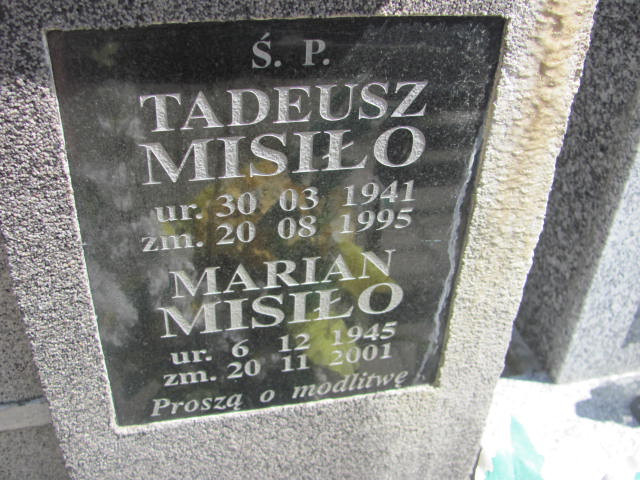 Ś. P.
TADEUSZ
MISIŁO
ur. 30 03 1941
zm. 20 08 1995
MARIAN
MISIŁO
ur. 6 12 1945
zm. 20 11 2001
Proszą o modlitwę